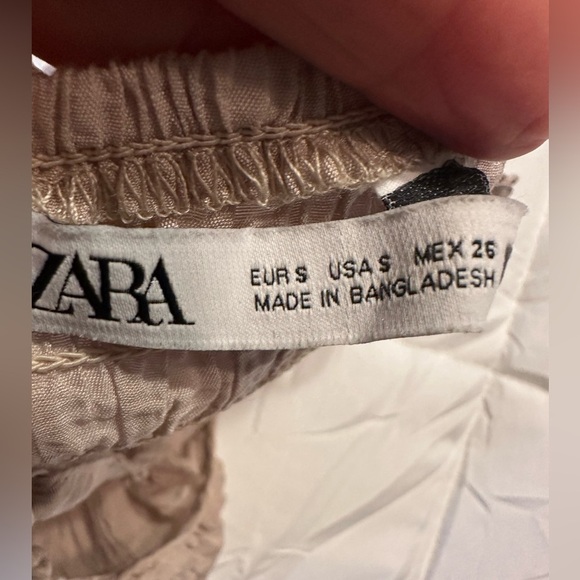 ZARA
EUR S USA S MEX 26
MADE IN BANGLADESH